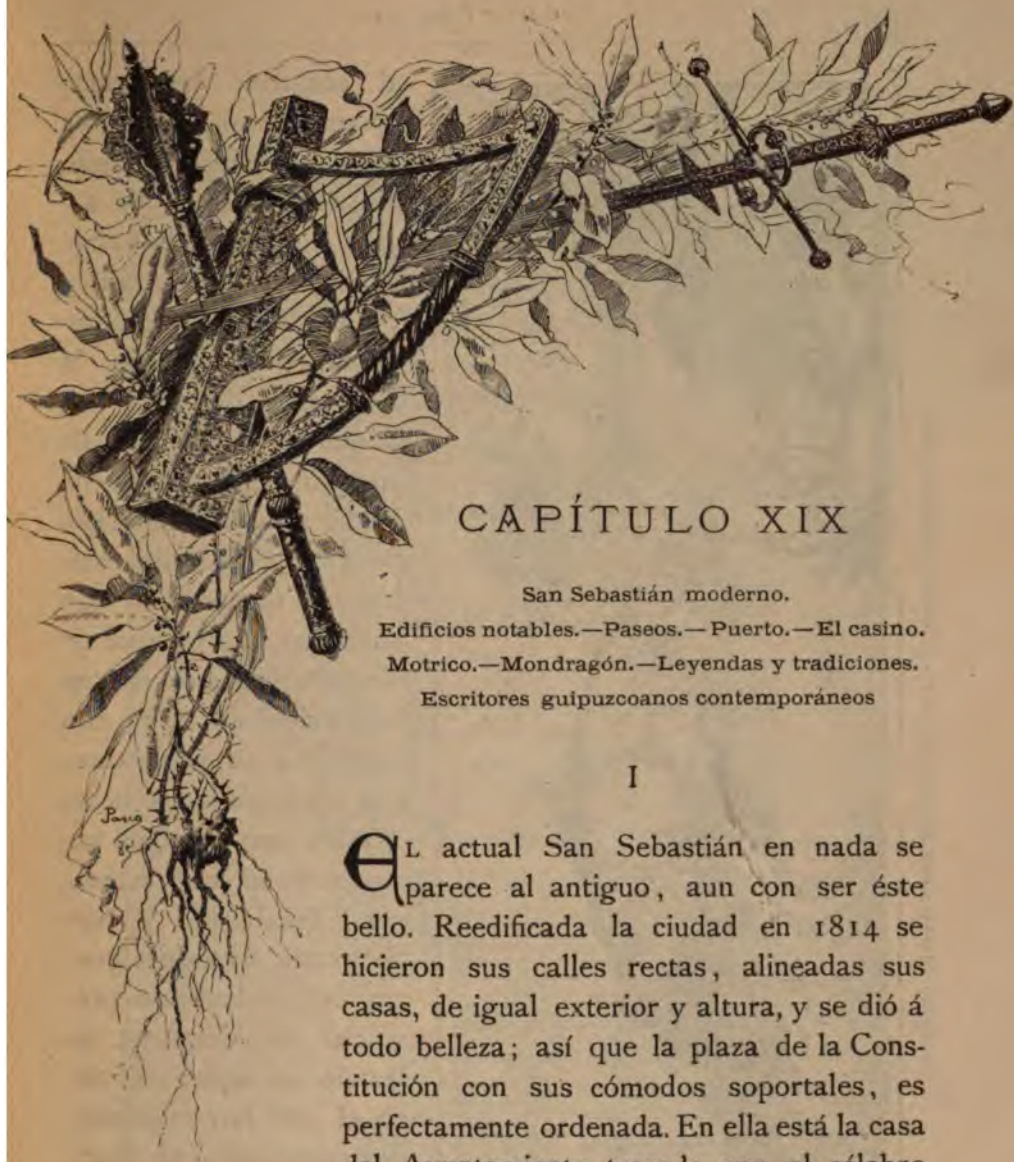 CAPÍTULO XIX
San Sebastián moderno.
Edificios notables.—Paseos.—Puerto.—El casino.
Motrico.—Mondragón.—Leyendas y tradiciones.
Escritores guipuzcoanos contemporáneos
I
EL actual San Sebastián en nada se
parece al antiguo, aun con ser éste
bello. Reedificada la ciudad en 1814 se
hicieron sus calles rectas, alineadas sus
casas, de igual exterior y altura, y se dió á
todo belleza; así que la plaza de la Cons-
titución con sus cómodos soportales, es
perfectamente ordenada. En ella está la casa